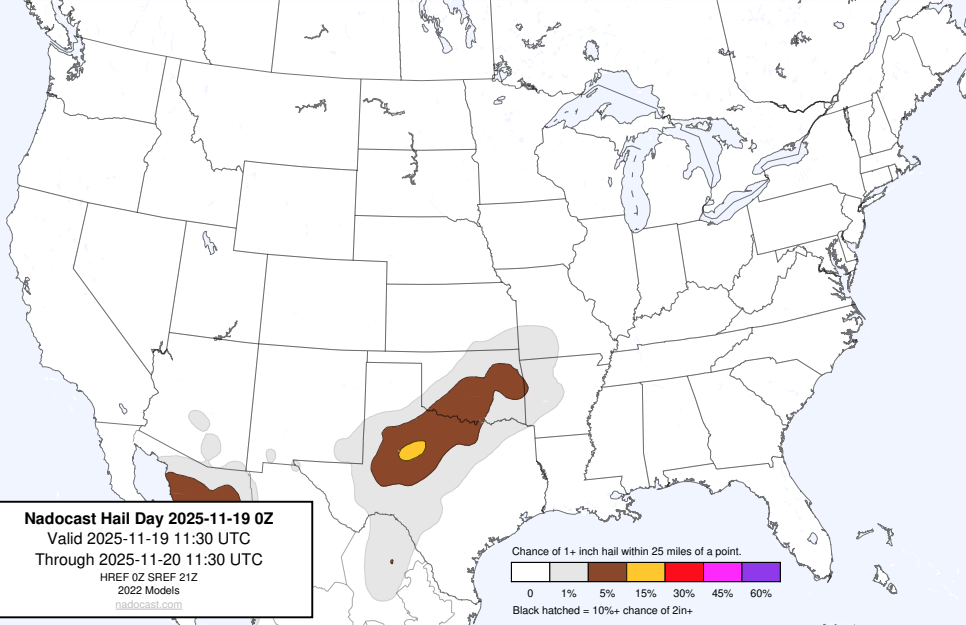 Nadocast Hail Day 2025-11-19 0Z
Valid 2025-11-19 11:30 UTC
Through 2025-11-20 11:30 UTC
HREF 0Z SREF 21Z
2022 Models
nadocast.com
Chance of 1+ inch hail within 25 miles of a point.
0 1% 5% 15% 30% 45% 60%
Black hatched = 10%+ chance of 2in+